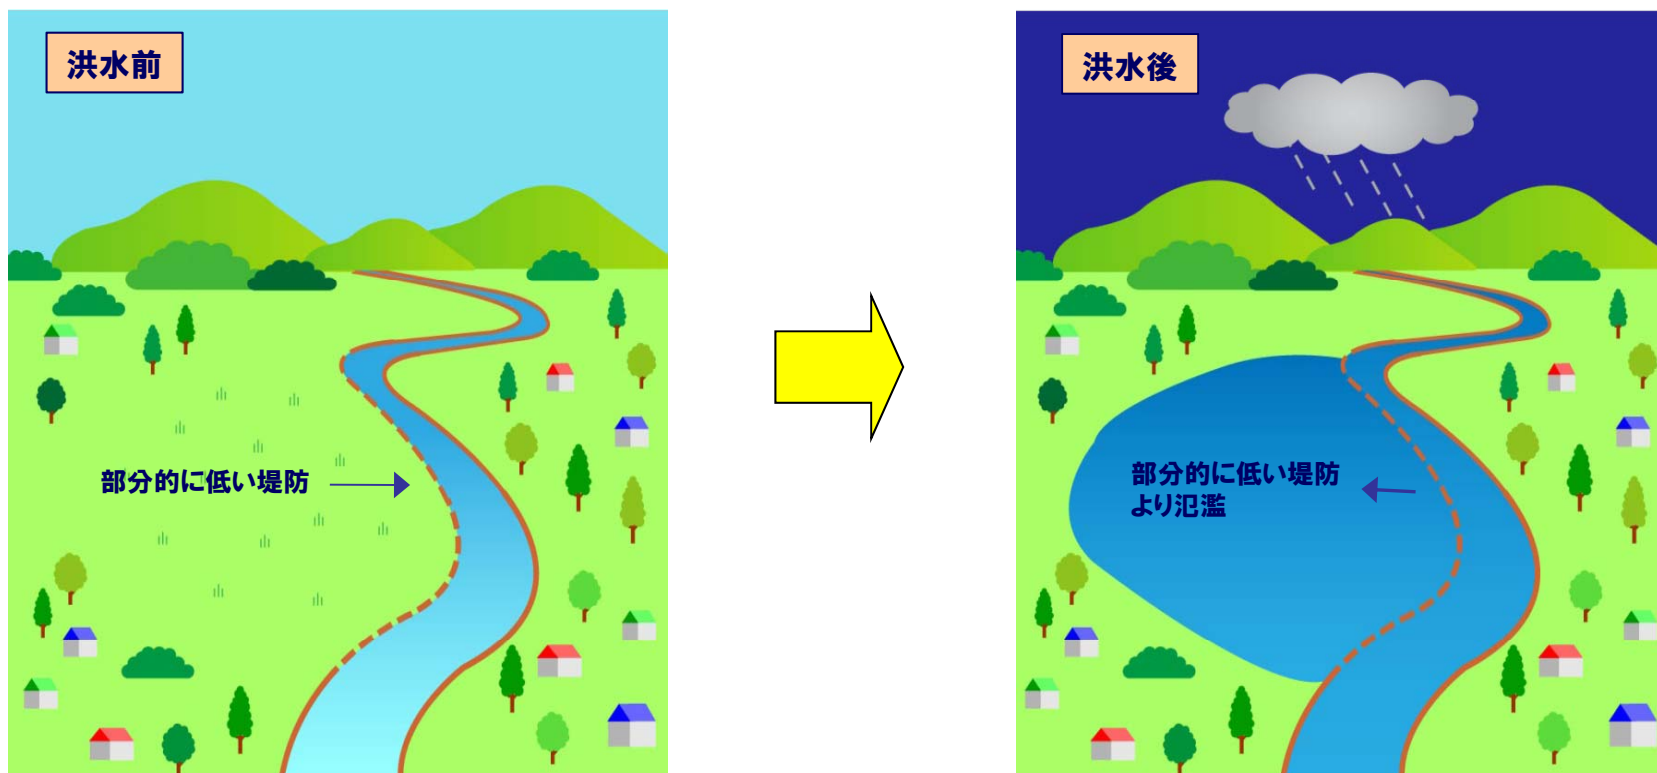 洪水前
部分的に低い堤防
洪水後
部分的に低い堤防
より氾濫